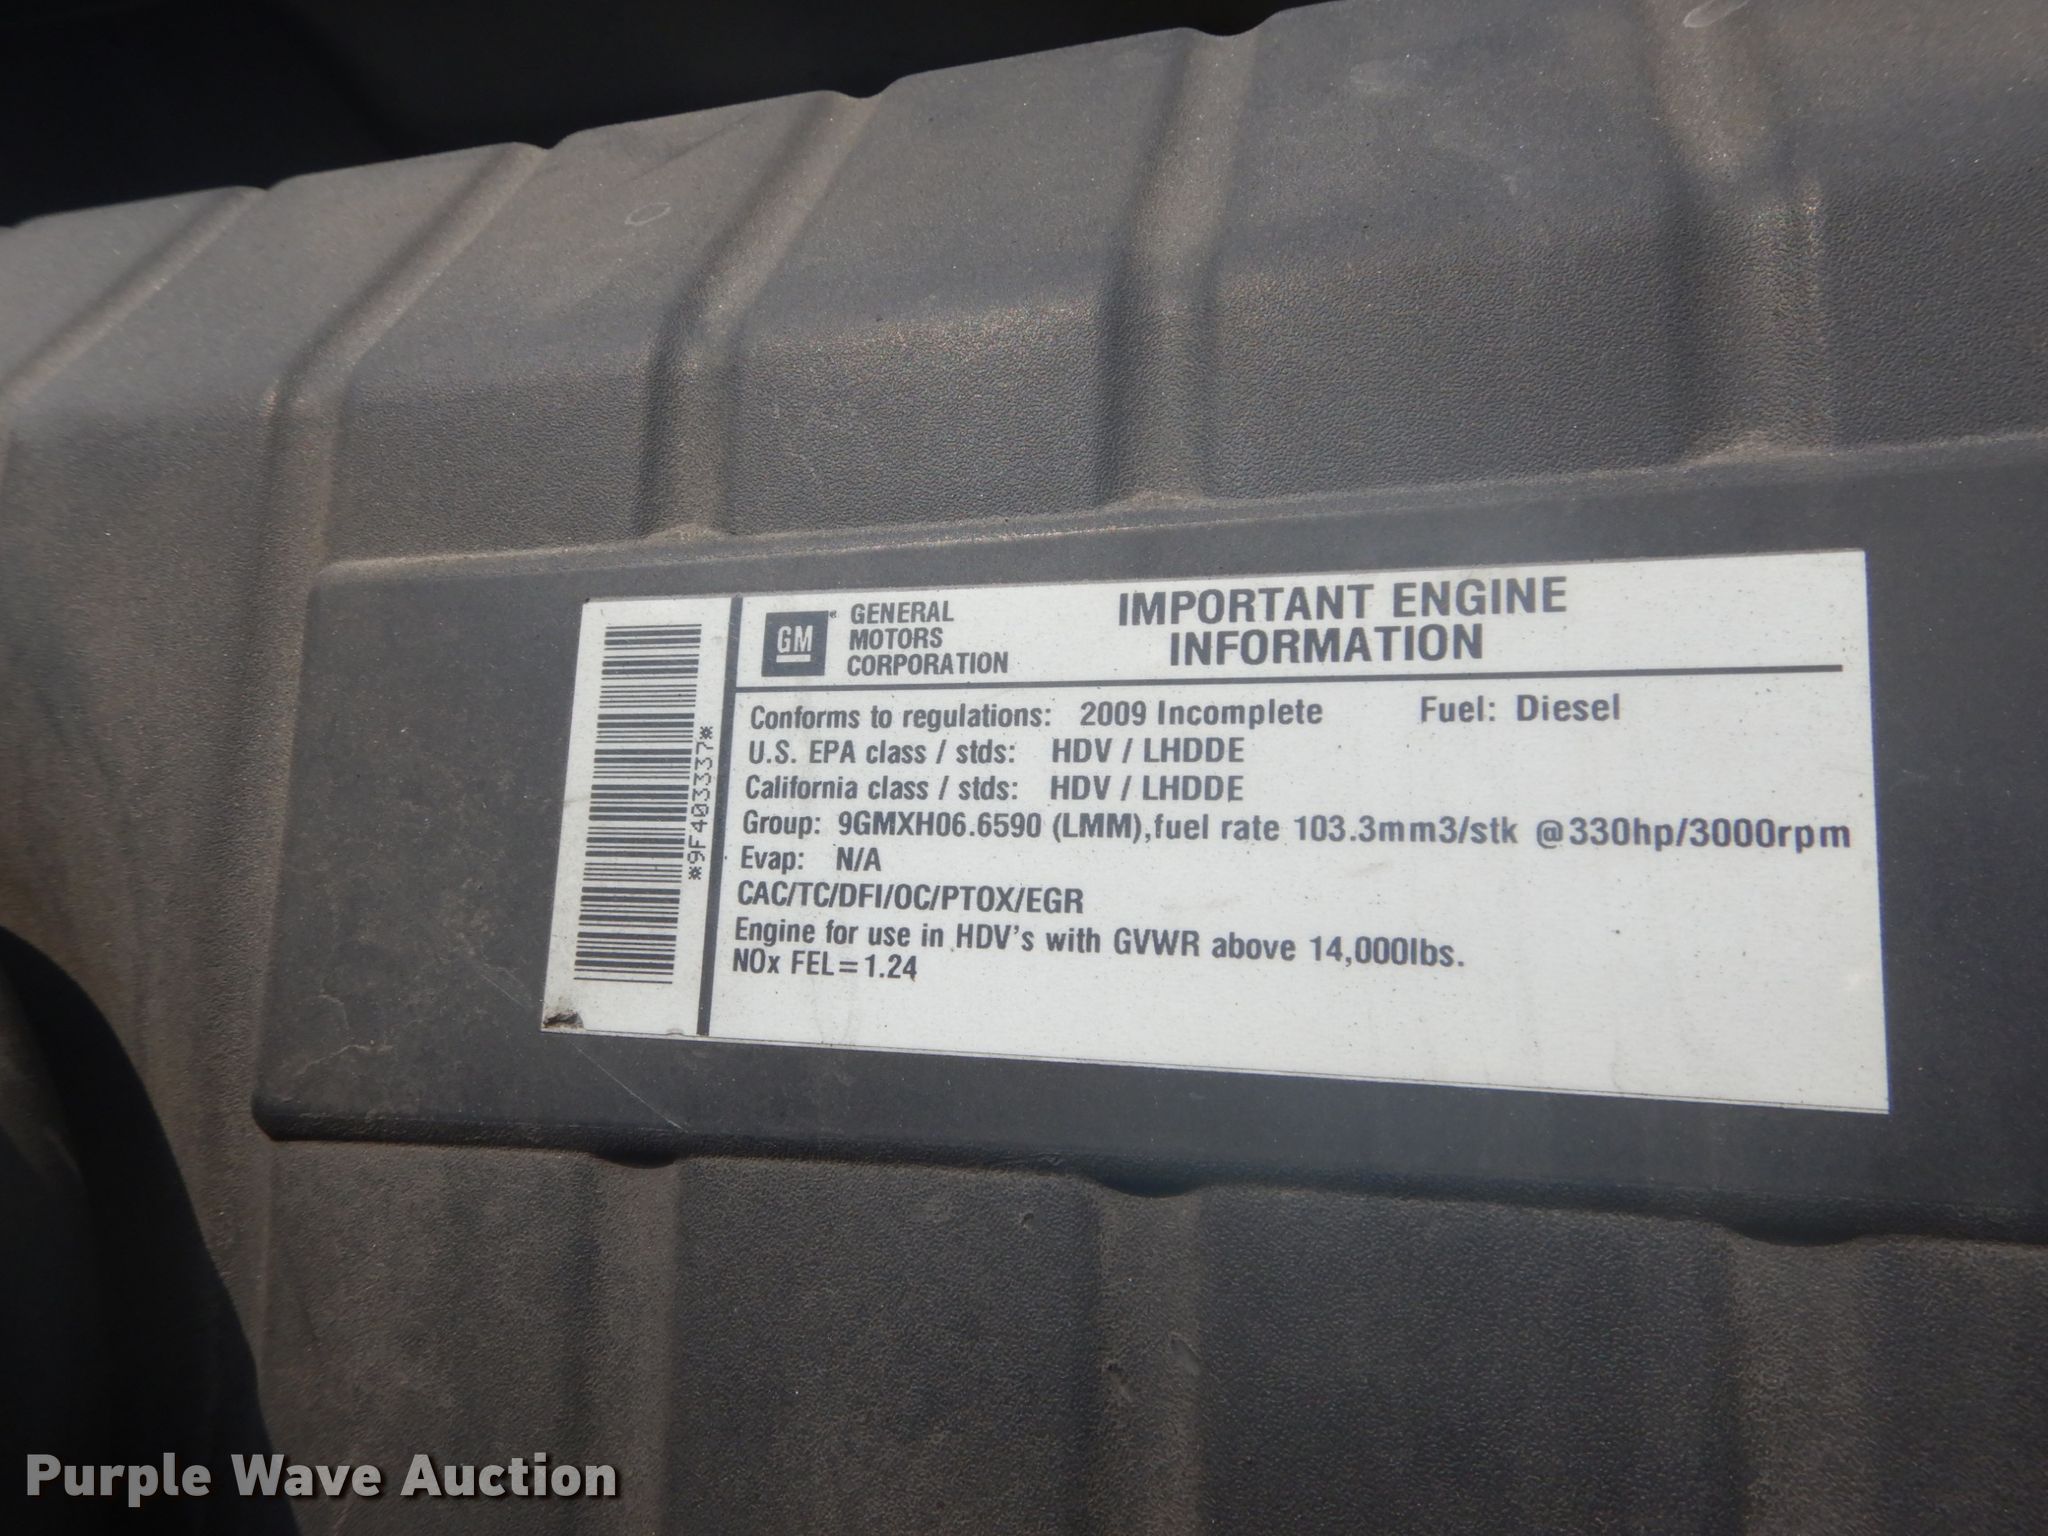 GM
GENERAL
MOTORS
CORPORATION
IMPORTANT ENGINE
INFORMATION
Conforms to regulations: 2009 Incomplete Fuel: Diesel
U.S. EPA class / stds: HDV / LHDDE
California class / stds: HDV / LHDDE
Group: 9GMXH06.6590 (LMM),fuel rate 103.3mm3/stk @330hp/3000rpm
Evap: N/A
CAC/TC/DFI/OC/PTOX/EGR
Engine for use in HDV's with GVWR above 14,000lbs.
NOx FEL=1.24
*9F403337*
Purple Wave Auction